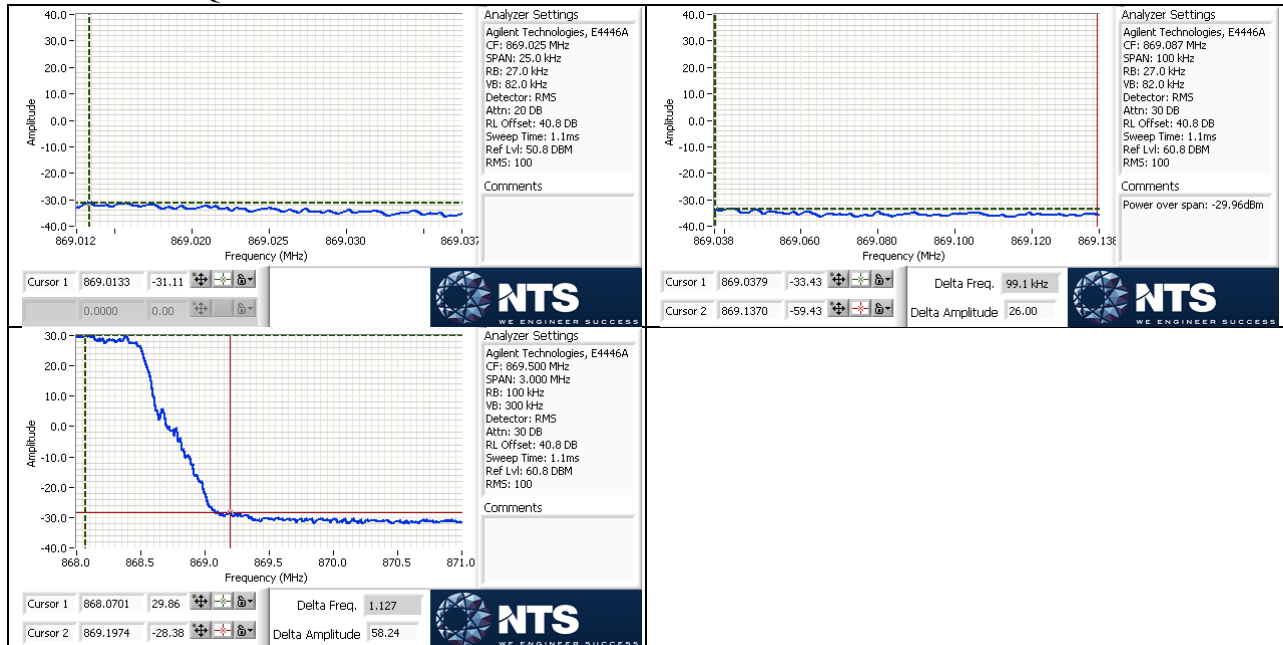 Analyzer Settings
40.0
30.0
20.0
10.0
0.0
-10.0
-20.0
-30.0
-40.0
Amplitude
869.012 869.020 869.025 869.030 869.037
Frequency (MHz)
Agilent Technologies, E4446A
CF: 869.025 MHz
SPAN: 25.0 kHz
RB: 27.0 kHz
VB: 82.0 kHz
Detector: RMS
Attn: 20 DB
RL Offset: 40.8 DB
Sweep Time: 1.1ms
Ref Lvl: 50.8 DBM
RMS: 100
Comments
Cursor 1 869.0133 -31.11
0.0000 0.00
NTS
WE ENGINEER SUCCESS
Analyzer Settings
40.0
30.0
20.0
10.0
0.0
-10.0
-20.0
-30.0
-40.0
Amplitude
869.038 869.060 869.080 869.100 869.120 869.138
Frequency (MHz)
Agilent Technologies, E4446A
CF: 869.087 MHz
SPAN: 100 kHz
RB: 27.0 kHz
VB: 82.0 kHz
Detector: RMS
Attn: 30 DB
RL Offset: 40.8 DB
Sweep Time: 1.1ms
Ref Lvl: 60.8 DBM
RMS: 100
Comments
Power over span: -29.96dBm
Cursor 1 869.0379 -33.43
Cursor 2 869.1370 -59.43
Delta Freq. 99.1 kHz
Delta Amplitude 26.00
NTS
WE ENGINEER SUCCESS
Analyzer Settings
30.0
20.0
10.0
0.0
-10.0
-20.0
-30.0
-40.0
Amplitude
868.0 868.5 869.0 869.5 870.0 870.5 871.0
Frequency (MHz)
Agilent Technologies, E4446A
CF: 869.500 MHz
SPAN: 3.000 MHz
RB: 100 kHz
VB: 300 kHz
Detector: RMS
Attn: 30 DB
RL Offset: 40.8 DB
Sweep Time: 1.1ms
Ref Lvl: 60.8 DBM
RMS: 100
Comments
Cursor 1 868.0701 29.86
Cursor 2 869.1974 -28.38
Delta Freq. 1.127
Delta Amplitude 58.24
NTS
WE ENGINEER SUCCESS